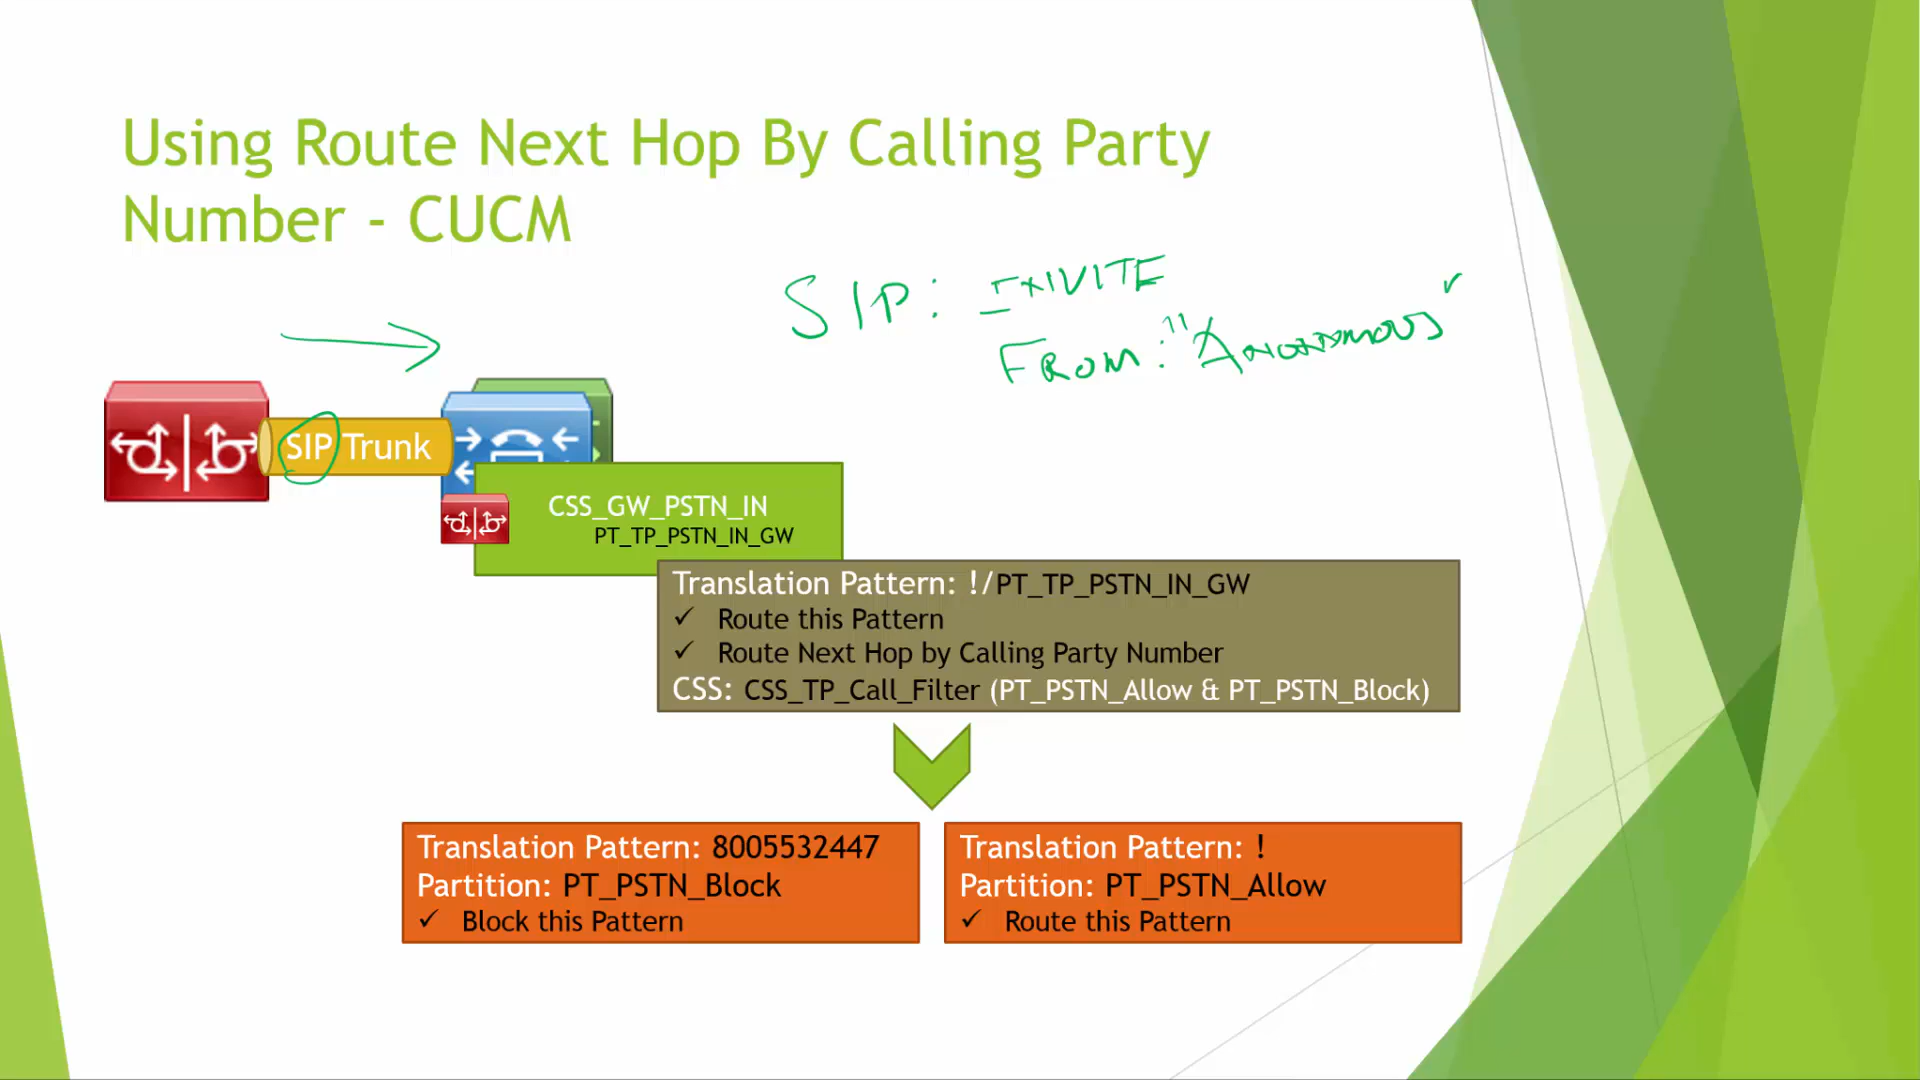 Using Route Next Hop By Calling Party
Number - CUCM
SIP: INVITE
From: "Anonymous"
SIP Trunk
CSS_GW_PSTN_IN
PT_TP_PSTN_IN_GW
Translation Pattern: !/PT_TP_PSTN_IN_GW
✓ Route this Pattern
✓ Route Next Hop by Calling Party Number
CSS: CSS_TP_Call_Filter (PT_PSTN_Allow & PT_PSTN_Block)
Translation Pattern: 8005532447
Partition: PT_PSTN_Block
✓ Block this Pattern
Translation Pattern: !
Partition: PT_PSTN_Allow
✓ Route this Pattern